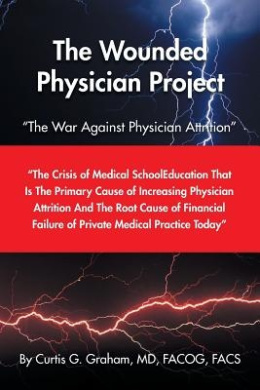 The Wounded
Physician Project
“The War Against Physician Attrition”
“The Crisis of Medical SchoolEducation That
Is The Primary Cause of Increasing Physician
Attrition And The Root Cause of Financial
Failure of Private Medical Practice Today”
By Curtis G. Graham, MD, FACOG, FACS